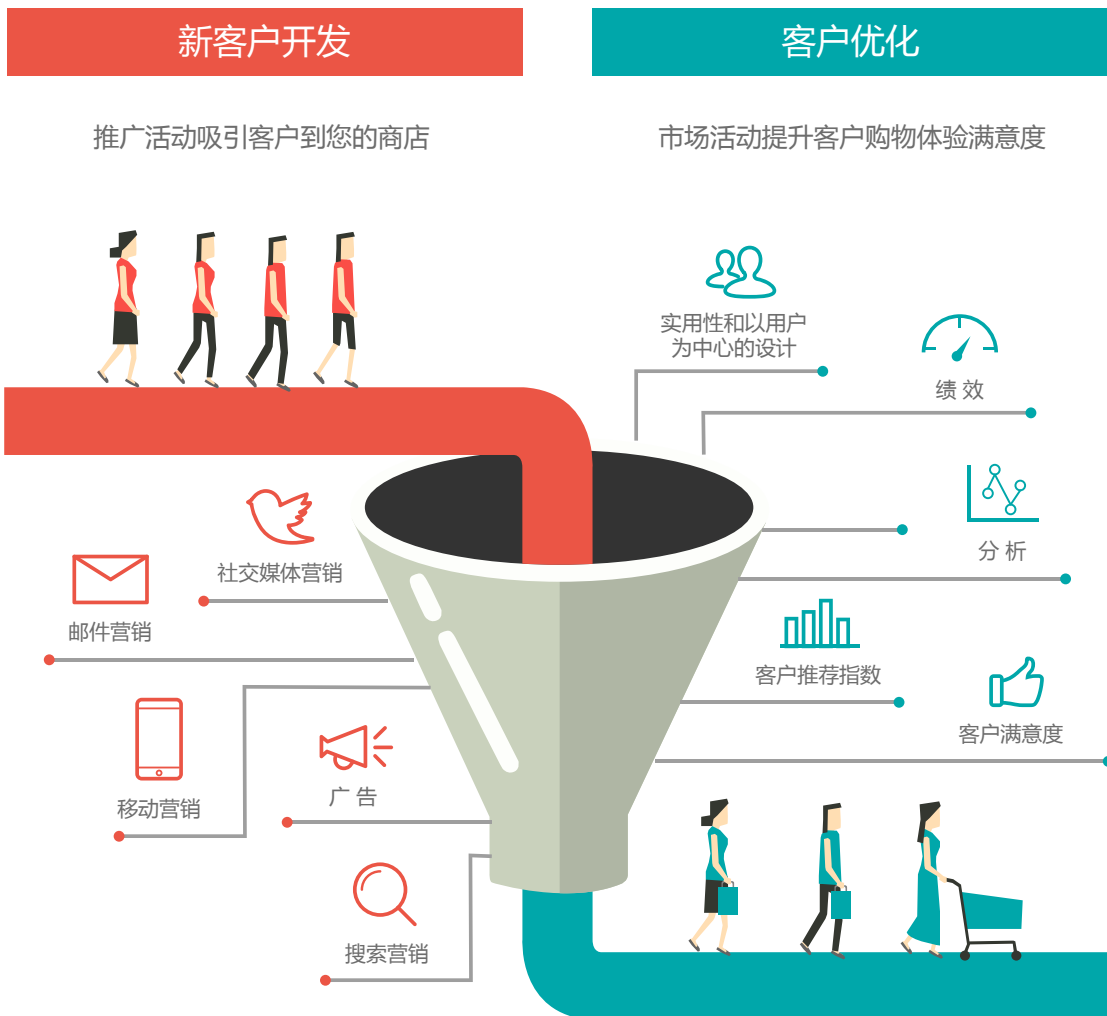 新客户开发
客户优化
推广活动吸引客户到您的商店
市场活动提升客户购物体验满意度
实用性和以用户
为中心的设计
绩 效
分 析
社交媒体营销
邮件营销
客户推荐指数
客户满意度
移动营销
广 告
搜索营销